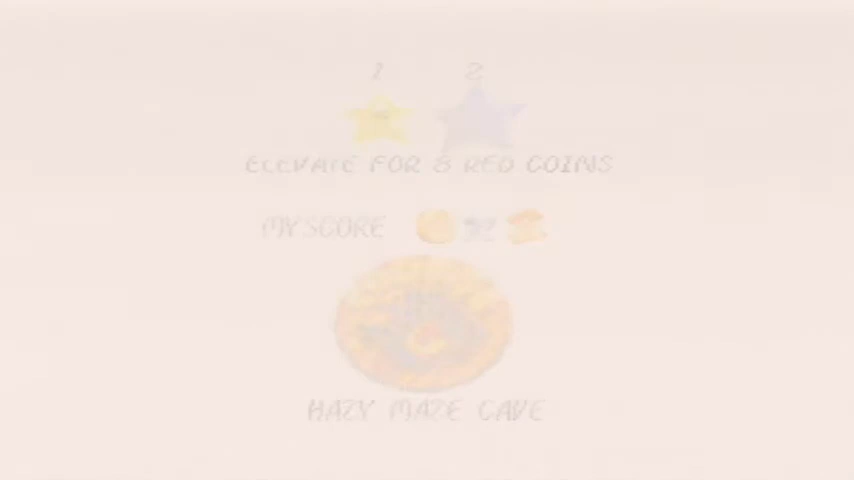 1 2
ELEVATE FOR 8 RED COINS
MY SCORE
HAZY MAZE CAVE